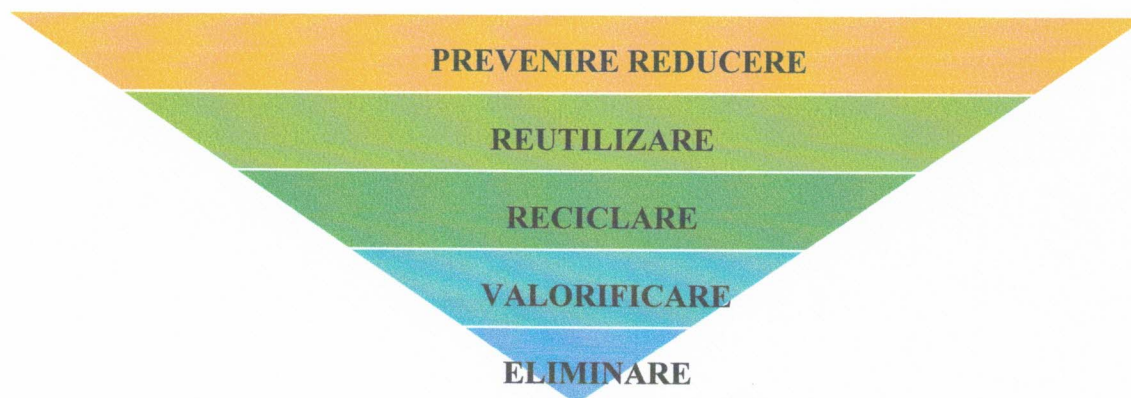 PREVENIRE REDUCERE
REUTILIZARE
RECICLARE
VALORIFICARE
ELIMINARE